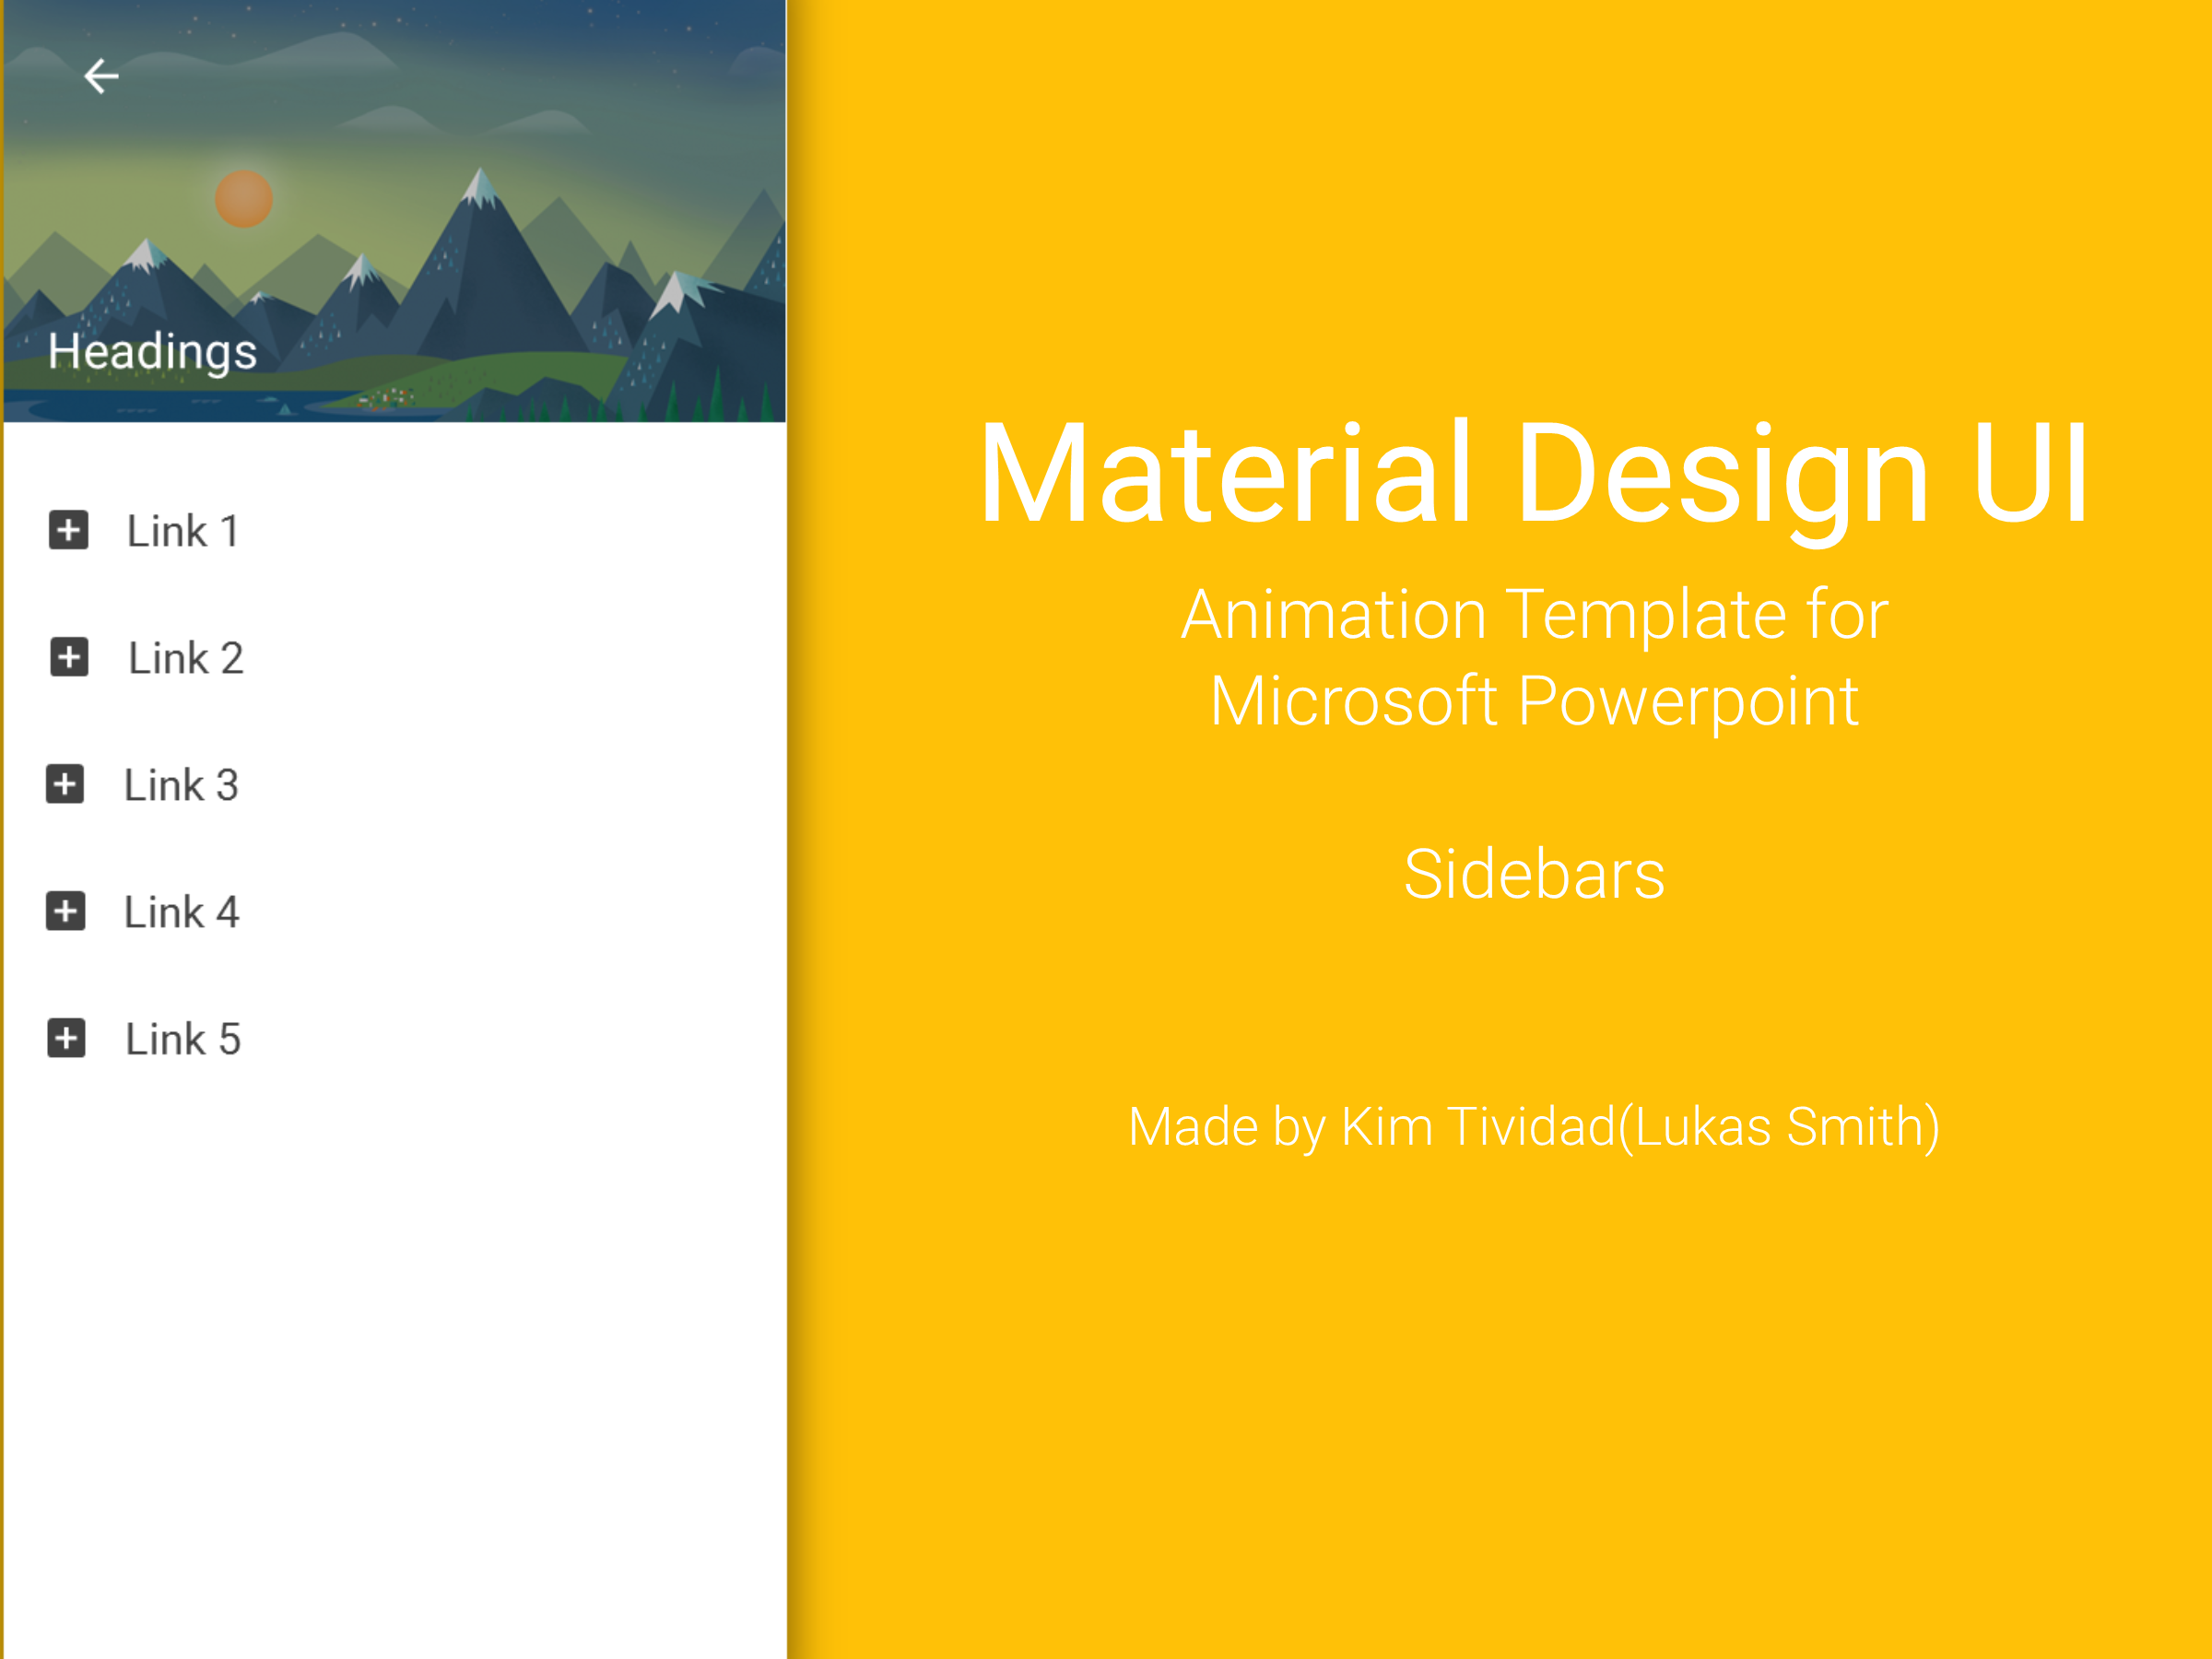 Headings
Link 1
Link 2
Link 3
Link 4
Link 5
Material Design UI
Animation Template for
Microsoft Powerpoint
Sidebars
Made by Kim Tividad(Lukas Smith)